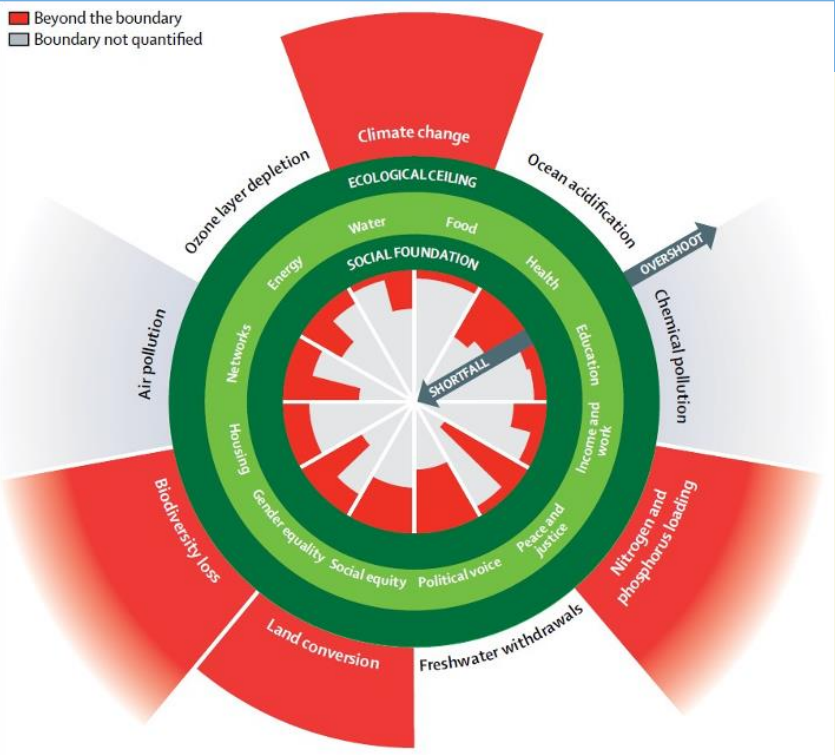 Beyond the boundary
Boundary not quantified
Climate change
Ozone layer depletion
Ocean acidification
ECOLOGICAL CEILING
Water
Food
Energy
Health
SOCIAL FOUNDATION
OVERSHOOT
Air pollution
Networks
Education
Chemical pollution
SHORTFALL
Housing
Income and
work
Gender equality
Social equity
Political voice
Peace and
justice
Biodiversity loss
Nitrogen and
phosphorus loading
Land conversion
Freshwater withdrawals